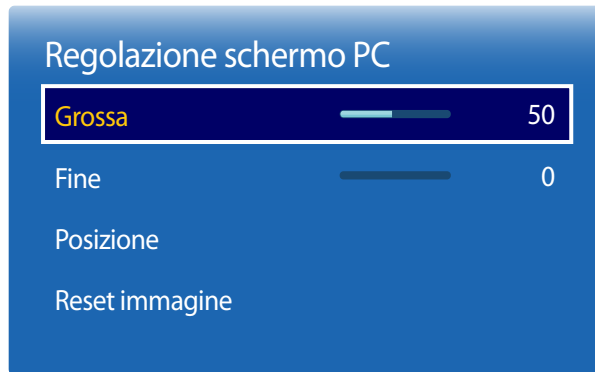 Regolazione schermo PC
Grossa 50
Fine 0
Posizione
Reset immagine